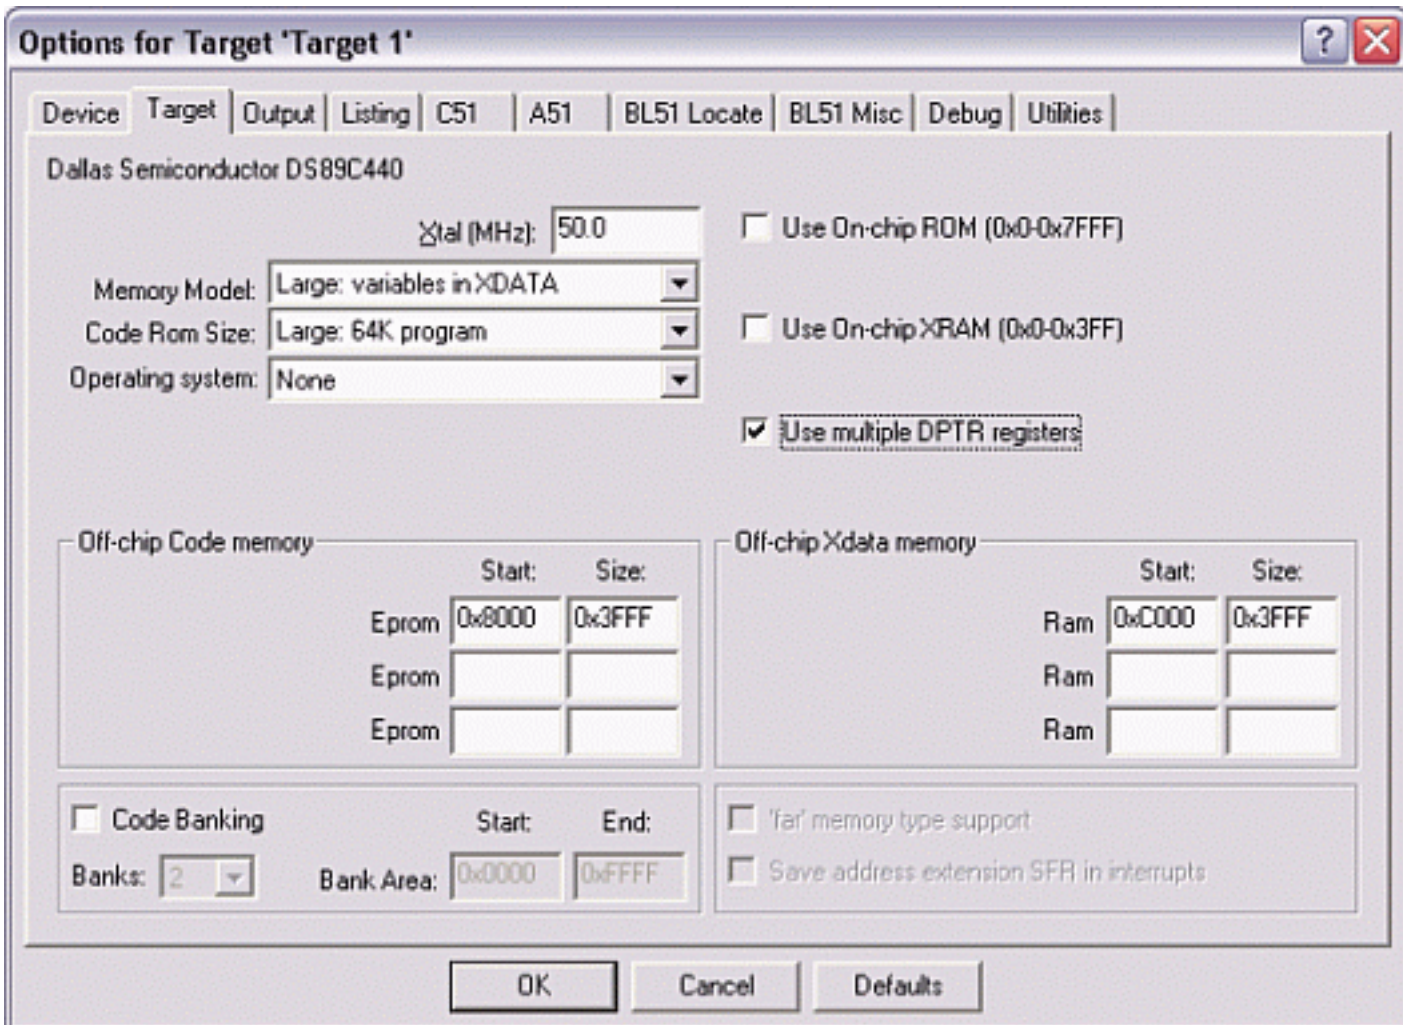 Options for Target 'Target 1'
?
Device Target Output Listing C51 A51 BL51 Locate BL51 Misc Debug Utilities
Dallas Semiconductor DS89C440
Xtal (MHz): 50.0
Use On-chip ROM (0x0-0x7FFF)
Memory Model: Large: variables in XDATA
Code Rom Size: Large: 64K program
Use On-chip XRAM (0x0-0x3FF)
Operating system: None
Use multiple DPTR registers
Off-chip Code memory
Start: Size:
Eprom 0x8000 0x3FFF
Eprom
Eprom
Off-chip Xdata memory
Start: Size:
Ram 0xC000 0x3FFF
Ram
Ram
Code Banking Start: End:
Banks: 2 Bank Area: 0x0000 0xFFFF
'far' memory type support
Save address extension SFR in interrupts
OK Cancel Defaults